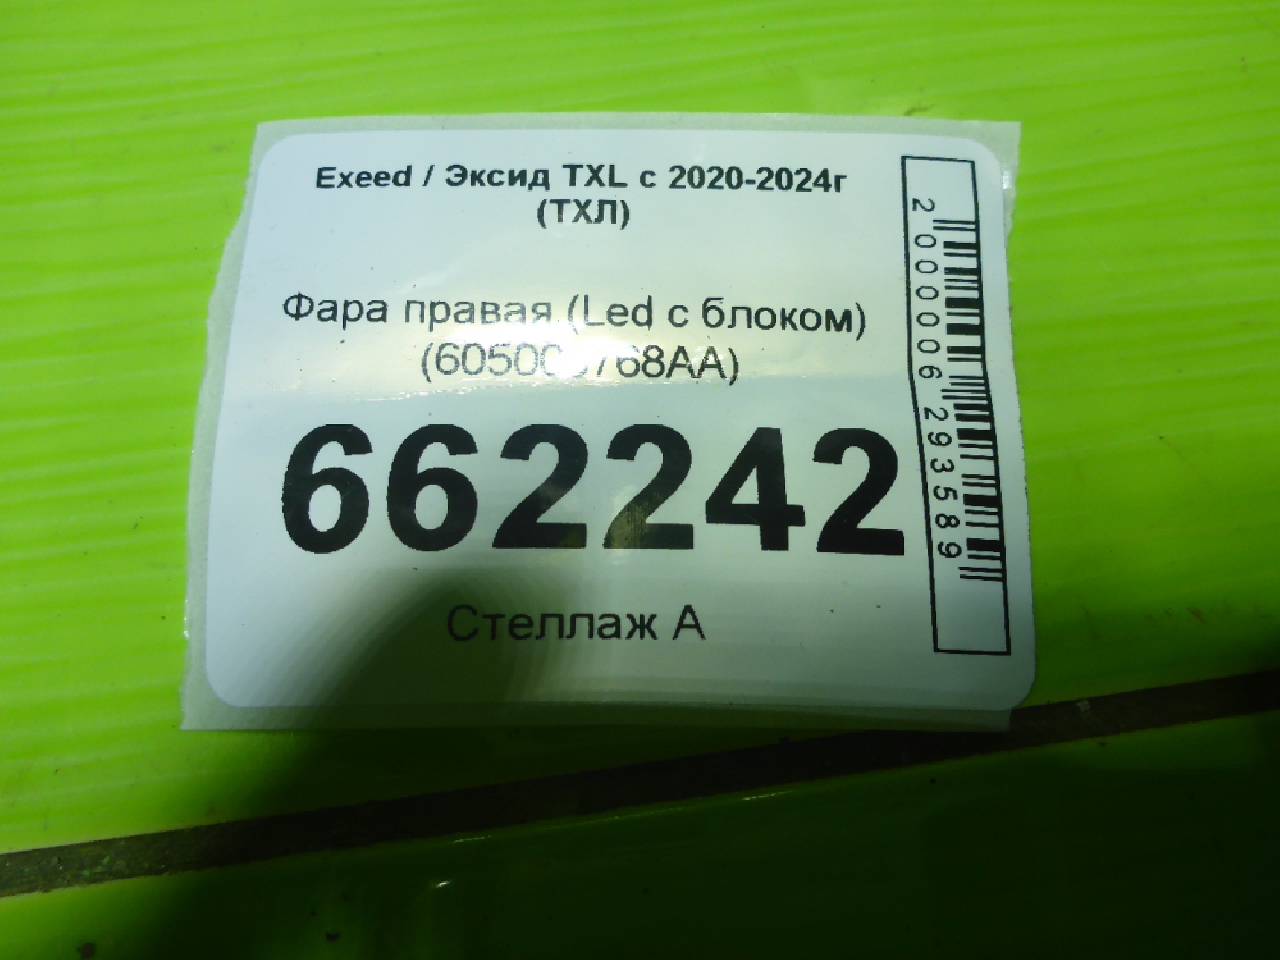 Exeed / Эксид TXL с 2020-2024г
(ТХЛ)
Фара правая (Led с блоком)
662242
Стеллаж А
2000006293589